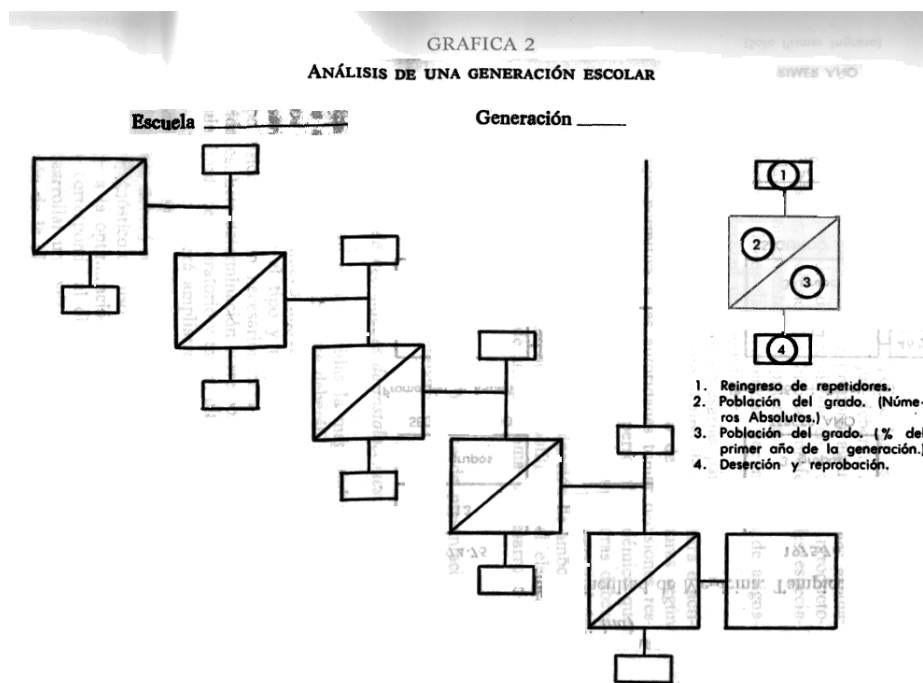 GRAFICA 2
ANÁLISIS DE UNA GENERACIÓN ESCOLAR
Escuela
Generación
1
2
3
4
1. Reingreso de repetidores.
2. Población del grado. (Núme-
ros Absolutos.)
3. Población del grado. (% del
primer año de la generación.)
4. Deserción y reprobación.